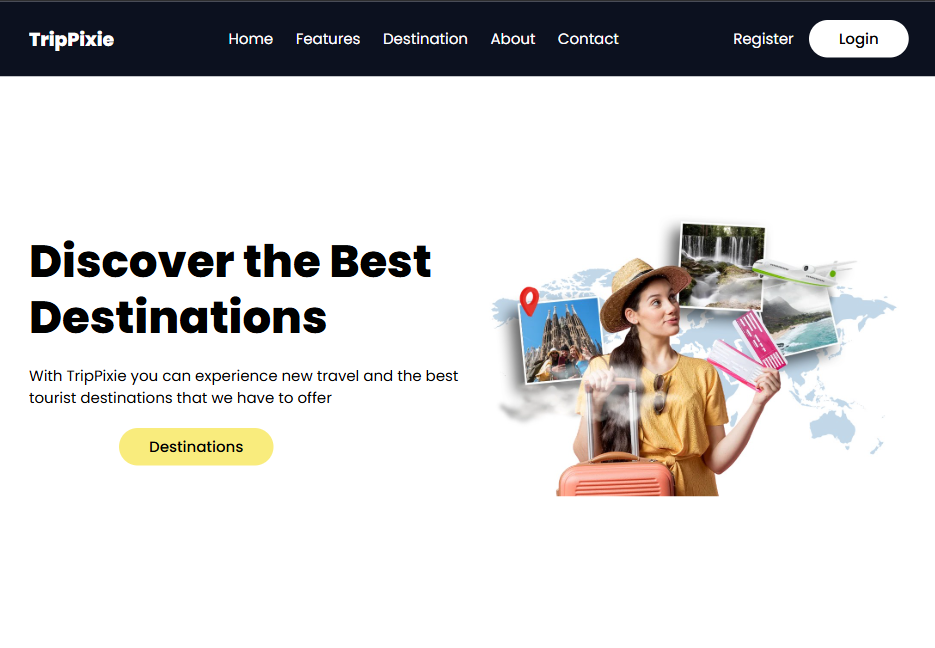 TripPixie
Home Features Destination About Contact
Register Login
Discover the Best
Destinations
With TripPixie you can experience new travel and the best
tourist destinations that we have to offer
Destinations